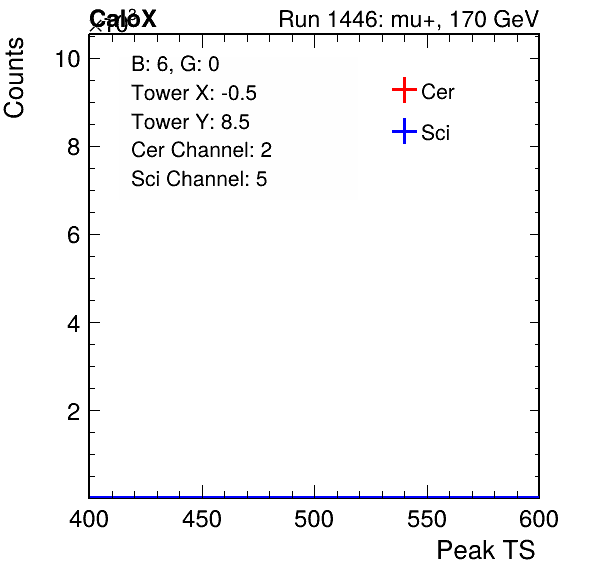 CaloX Run 1446: mu+, 170 GeV
×10³
Counts
10
8
6
4
2
B: 6, G: 0
Tower X: -0.5
Tower Y: 8.5
Cer Channel: 2
Sci Channel: 5
Cer
Sci
400 450 500 550 600
Peak TS